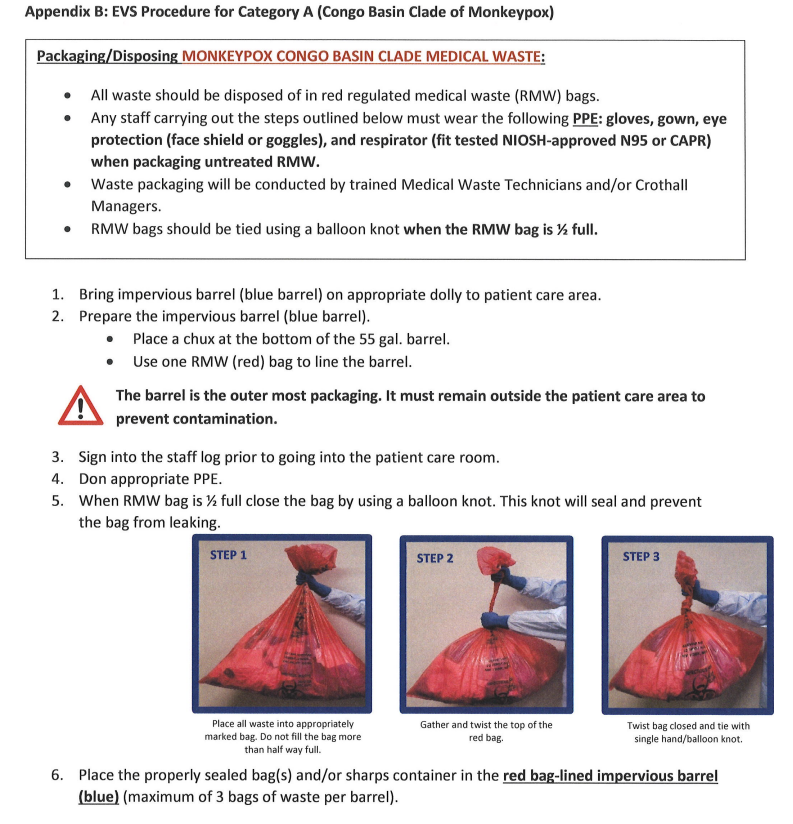 Appendix B: EVS Procedure for Category A (Congo Basin Clade of Monkeypox)
Packaging/Disposing MONKEYPOX CONGO BASIN CLADE MEDICAL WASTE:
• All waste should be disposed of in red regulated medical waste (RMW) bags.
• Any staff carrying out the steps outlined below must wear the following PPE: gloves, gown, eye
protection (face shield or goggles), and respirator (fit tested NIOSH-approved N95 or CAPR)
when packaging untreated RMW.
• Waste packaging will be conducted by trained Medical Waste Technicians and/or Crothall
Managers.
• RMW bags should be tied using a balloon knot when the RMW bag is ½ full.
1. Bring impervious barrel (blue barrel) on appropriate dolly to patient care area.
2. Prepare the impervious barrel (blue barrel).
• Place a chux at the bottom of the 55 gal. barrel.
• Use one RMW (red) bag to line the barrel.
The barrel is the outer most packaging. It must remain outside the patient care area to
prevent contamination.
3. Sign into the staff log prior to going into the patient care room.
4. Don appropriate PPE.
5. When RMW bag is ½ full close the bag by using a balloon knot. This knot will seal and prevent
the bag from leaking.
STEP 1
STEP 2
STEP 3
Place all waste into appropriately
marked bag. Do not fill the bag more
than half way full.
Gather and twist the top of the
red bag.
Twist bag closed and tie with
single hand/balloon knot.
6. Place the properly sealed bag(s) and/or sharps container in the red bag-lined impervious barrel
(blue) (maximum of 3 bags of waste per barrel).